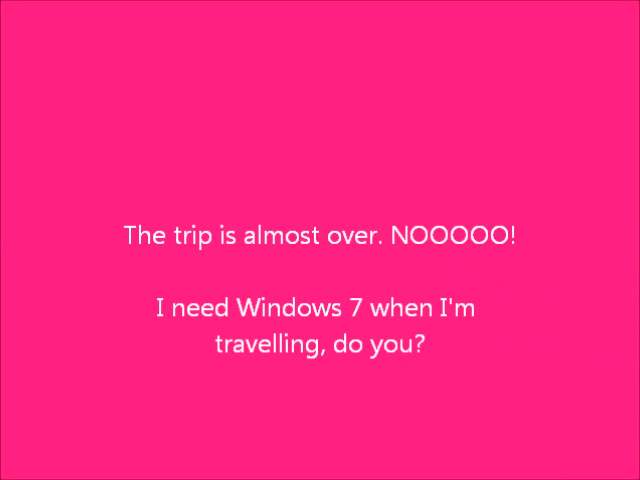 The trip is almost over. NOOOOO!
I need Windows 7 when I'm
travelling, do you?